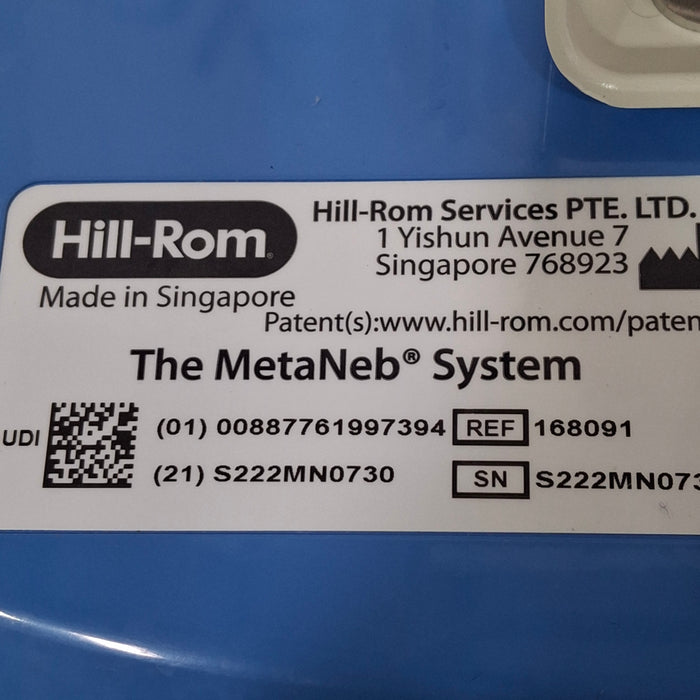 Hill-Rom®
Hill-Rom Services PTE. LTD.
1 Yishun Avenue 7
Singapore 768923
Made in Singapore
Patent(s):www.hill-rom.com/paten
The MetaNeb® System
UDI
(01) 00887761997394 REF 168091
(21) S222MN0730 SN S222MN073